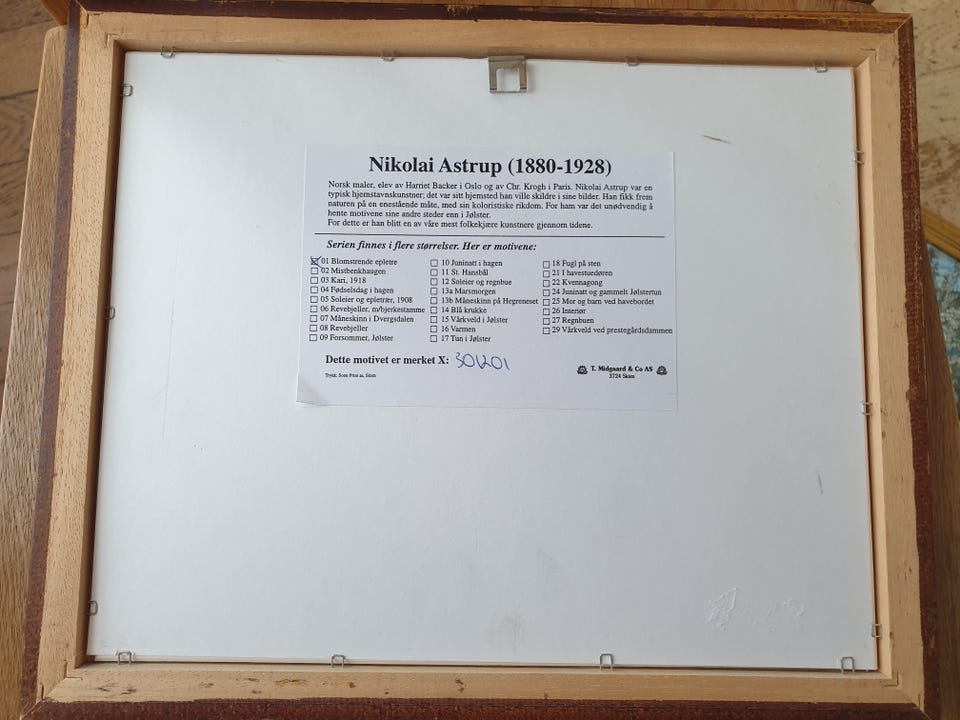 Nikolai Astrup (1880-1928)
Norsk maler, elev av Harriet Backer i Oslo og av Chr. Krogh i Paris. Nikolai Astrup var en
typisk hjemstavnskunstner; det var sitt hjemsted han ville skildre i sine bilder. Han fikk frem
naturen på en enestående måte, med sin koloristiske rikdom. For ham var det unødvendig å
hente motivene sine andre steder enn i Jølster.
For dette er han blitt en av våre mest folkekjære kunstnere gjennom tidene.
Serien finnes i flere størrelser. Her er motivene:
01 Blomstrende epletre
02 Mistbenkhaugen
03 Kari, 1918
04 Fødselsdag i hagen
05 Soleier og epletrær, 1908
06 Revebjeller, m/bjerkestamme
07 Måneskinn i Dvergsdalen
08 Revebjeller
09 Forsommer, Jølster
10 Juninatt i hagen
11 St. Hansbål
12 Soleier og regnbue
13a Marsmorgen
13b Måneskinn på Hegreneset
14 Blå krukke
15 Vårkveld i Jølster
16 Varmen
17 Tun i Jølster
18 Fugl på sten
21 I havestuedøren
22 Kvennagong
24 Juninatt og gammelt Jølstertun
25 Mor og barn ved havebordet
26 Interiør
27 Regnbuen
29 Vårkveld ved prestegårdsdammen
Dette motivet er merket X: 301201
Trykk: Sono Print as, Skien
T. Midgaard & Co AS
3724 Skien